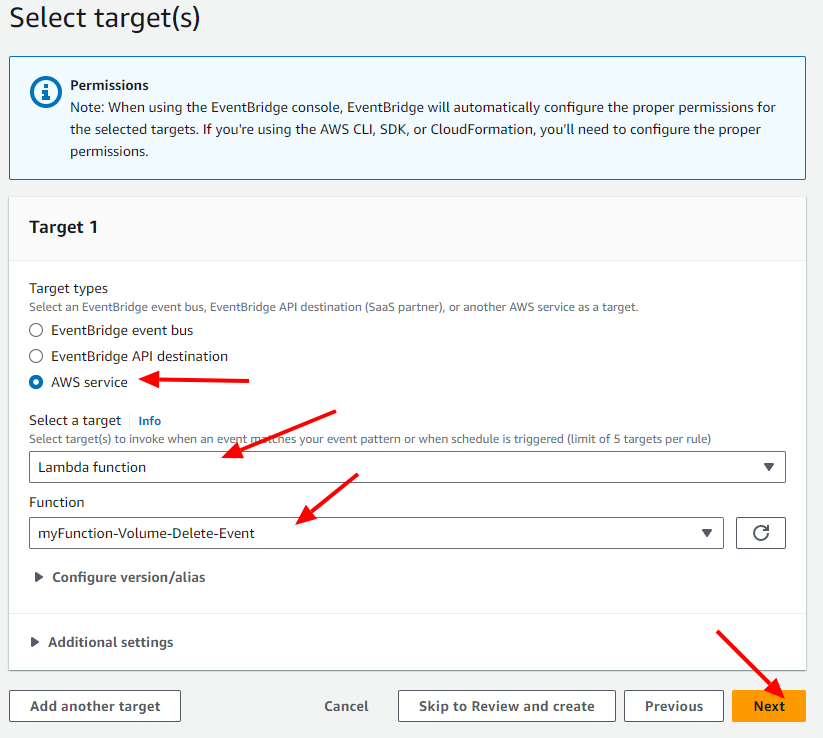 Select target(s)
Permissions
Note: When using the EventBridge console, EventBridge will automatically configure the proper permissions for
the selected targets. If you're using the AWS CLI, SDK, or CloudFormation, you'll need to configure the proper
permissions.
Target 1
Target types
Select an EventBridge event bus, EventBridge API destination (SaaS partner), or another AWS service as a target.
EventBridge event bus
EventBridge API destination
AWS service
Select a target Info
Select target(s) to invoke when an event matches your event pattern or when schedule is triggered (limit of 5 targets per rule)
Lambda function
Function
myFunction-Volume-Delete-Event
Configure version/alias
Additional settings
Add another target Cancel Skip to Review and create Previous Next